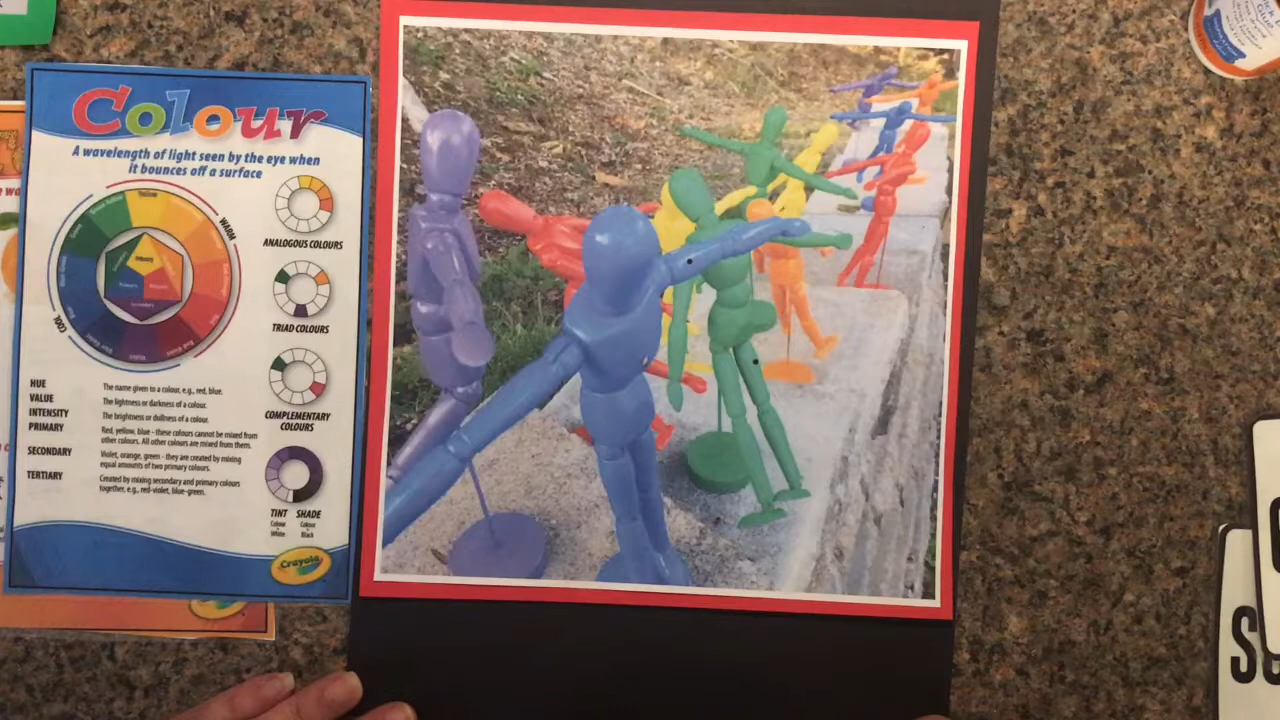 Colour
A wavelength of light seen by the eye when
it bounces off a surface
Yellow
WARM
COOL
ANALOGOUS COLOURS
TRIAD COLOURS
COMPLEMENTARY
COLOURS
HUE The name given to a colour, e.g., red, blue.
VALUE The lightness or darkness of a colour.
INTENSITY The brightness or dullness of a colour.
PRIMARY Red, yellow, blue - these colours cannot be mixed from
other colours. All other colours are mixed from them.
SECONDARY Violet, orange, green - they are created by mixing
equal amounts of two primary colours.
TERTIARY Created by mixing secondary and primary colours
together, e.g., red-violet, blue-green.
TINT SHADE
Colour Colour
+ +
White Black
Crayola